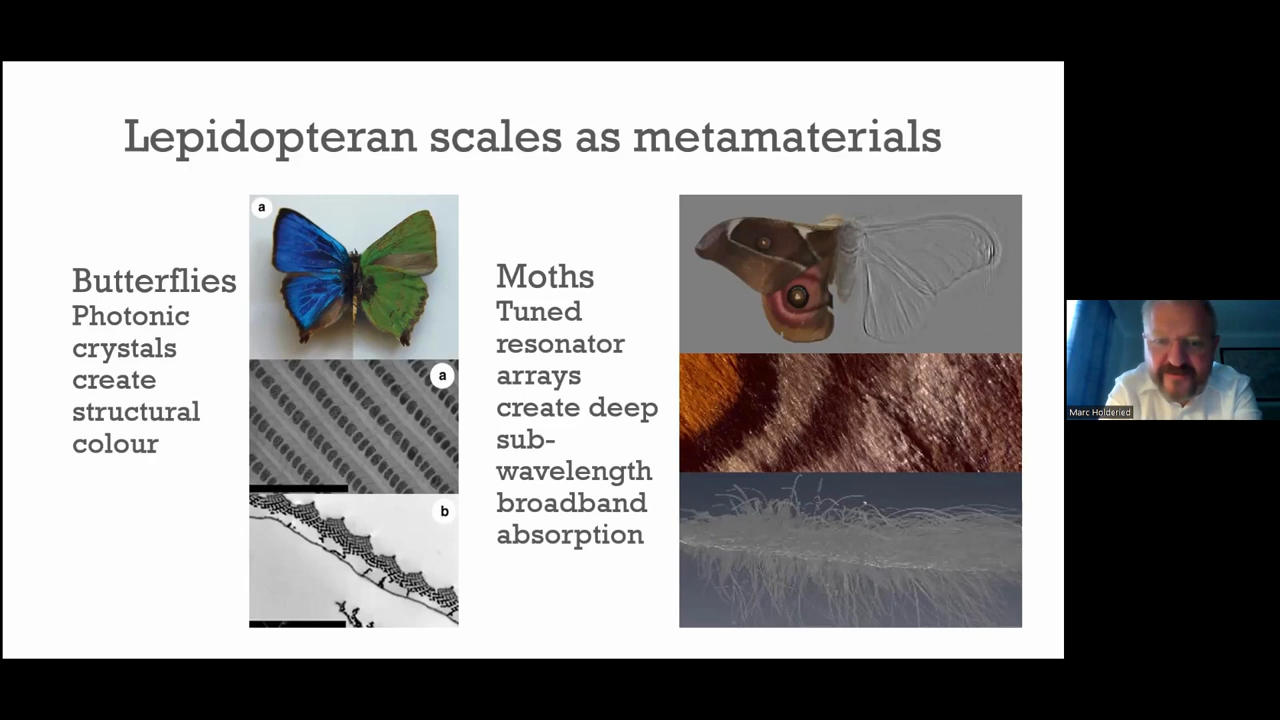 Lepidopteran scales as metamaterials
a
Butterflies
Photonic
crystals
create
structural
colour
a
b
Moths
Tuned
resonator
arrays
create deep
sub-
wavelength
broadband
absorption
Marc Holderied